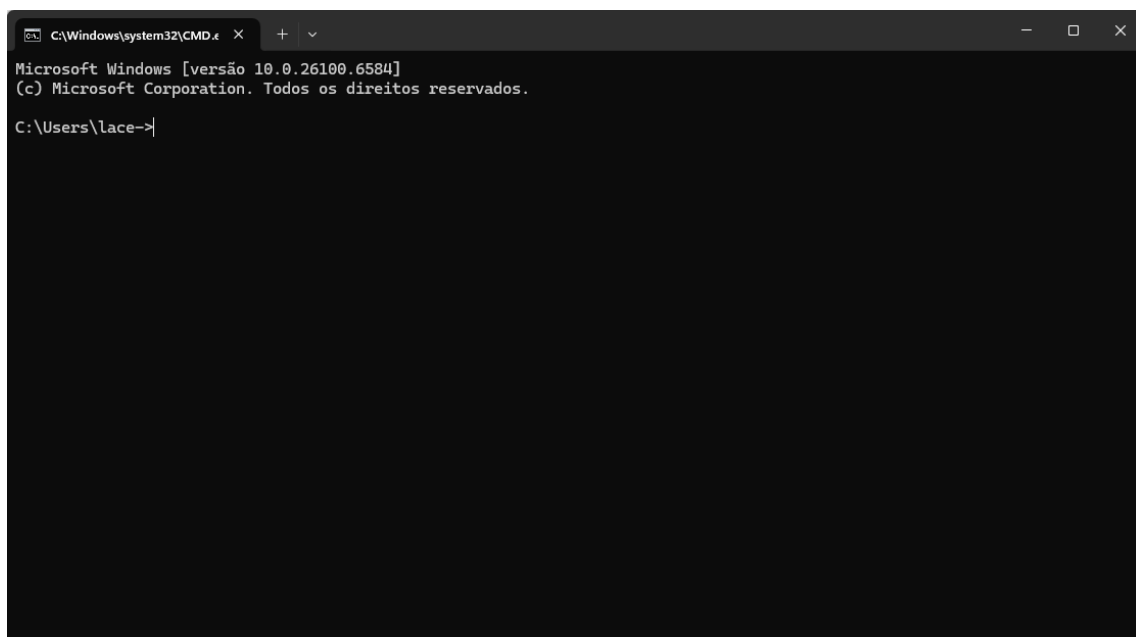 C:\Windows\system32\CMD.e
Microsoft Windows [versão 10.0.26100.6584]
(c) Microsoft Corporation. Todos os direitos reservados.
C:\Users\lace->